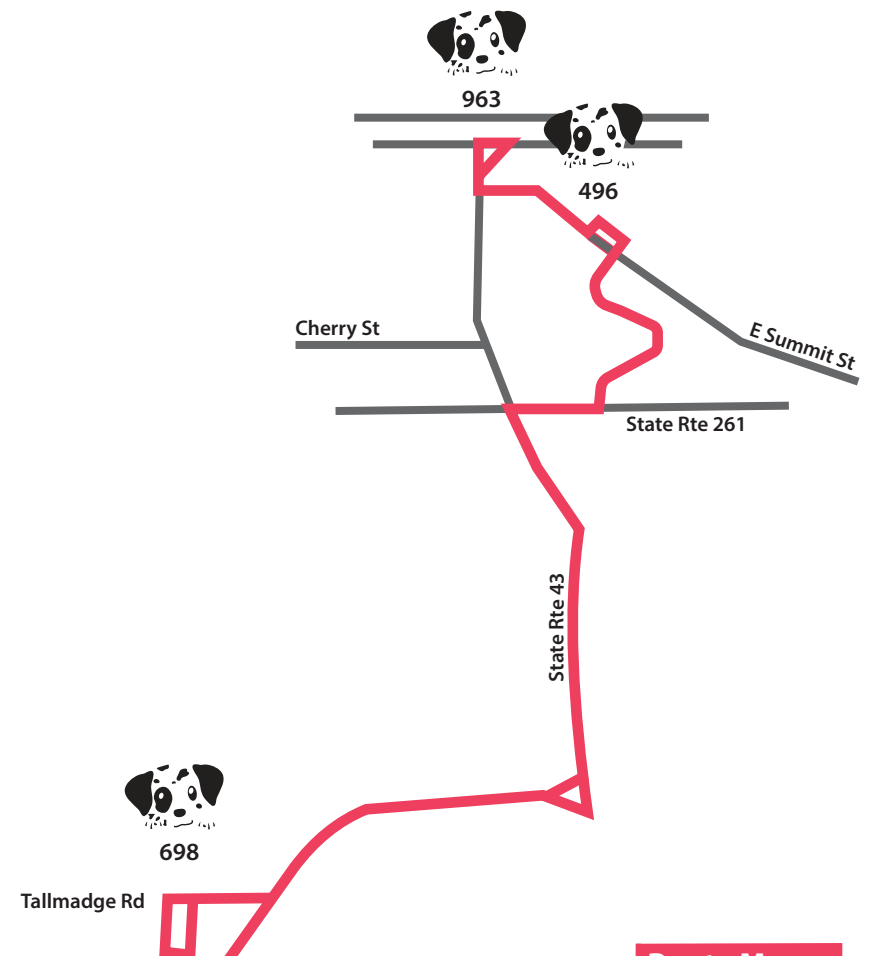 963
496
Cherry St
E Summit St
State Rte 261
State Rte 43
698
Tallmadge Rd